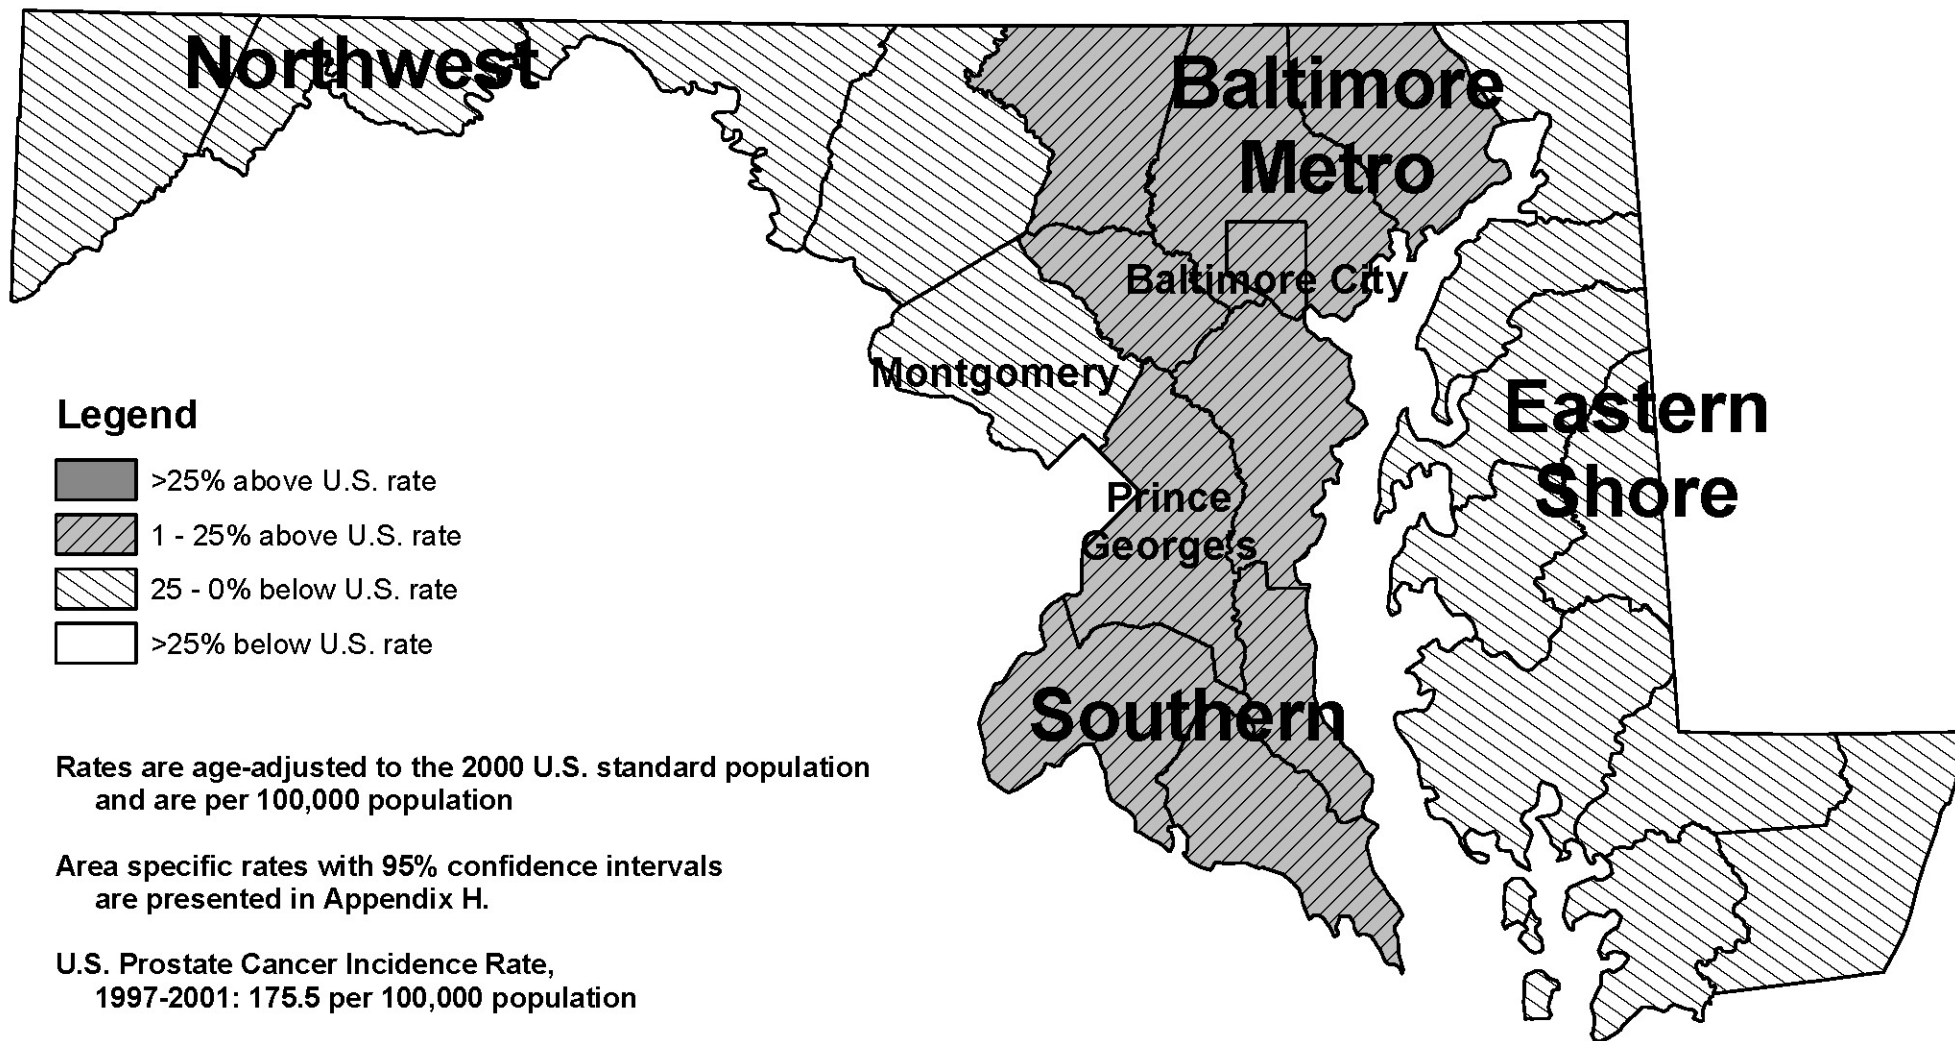 Northwest
Baltimore
Metro
Baltimore City
Montgomery
Eastern
Shore
Prince
George's
Southern
Legend
>25% above U.S. rate
1 - 25% above U.S. rate
25 - 0% below U.S. rate
>25% below U.S. rate
Rates are age-adjusted to the 2000 U.S. standard population
and are per 100,000 population
Area specific rates with 95% confidence intervals
are presented in Appendix H.
U.S. Prostate Cancer Incidence Rate,
1997-2001: 175.5 per 100,000 population